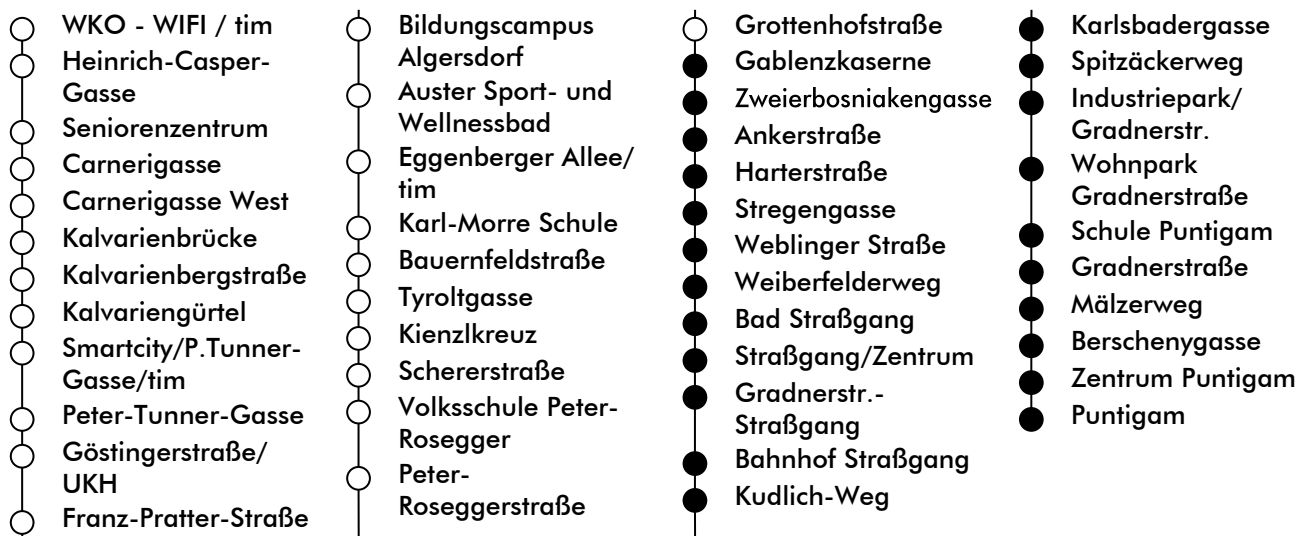 WKO - WIFI / tim
Heinrich-Casper-
Gasse
Seniorenzentrum
Carnerigasse
Carnerigasse West
Kalvarienbrücke
Kalvarienbergstraße
Kalvariengürtel
Smartcity/P.Tunner-
Gasse/tim
Peter-Tunner-Gasse
Göstingerstraße/
UKH
Franz-Pratter-Straße
Bildungscampus
Algersdorf
Auster Sport- und
Wellnessbad
Eggenberger Allee/
tim
Karl-Morre Schule
Bauernfeldstraße
Tyroltgasse
Kienzlkreuz
Schererstraße
Volksschule Peter-
Rosegger
Peter-
Roseggerstraße
Grottenhofstraße
Gablenzkaserne
Zweierbosniakengasse
Ankerstraße
Harterstraße
Stregengasse
Weblinger Straße
Weiberfelderweg
Bad Straßgang
Straßgang/Zentrum
Gradnerstr.-
Straßgang
Bahnhof Straßgang
Kudlich-Weg
Karlsbadergasse
Spitzäckerweg
Industriepark/
Gradnerstr.
Wohnpark
Gradnerstraße
Schule Puntigam
Gradnerstraße
Mälzerweg
Berschenygasse
Zentrum Puntigam
Puntigam